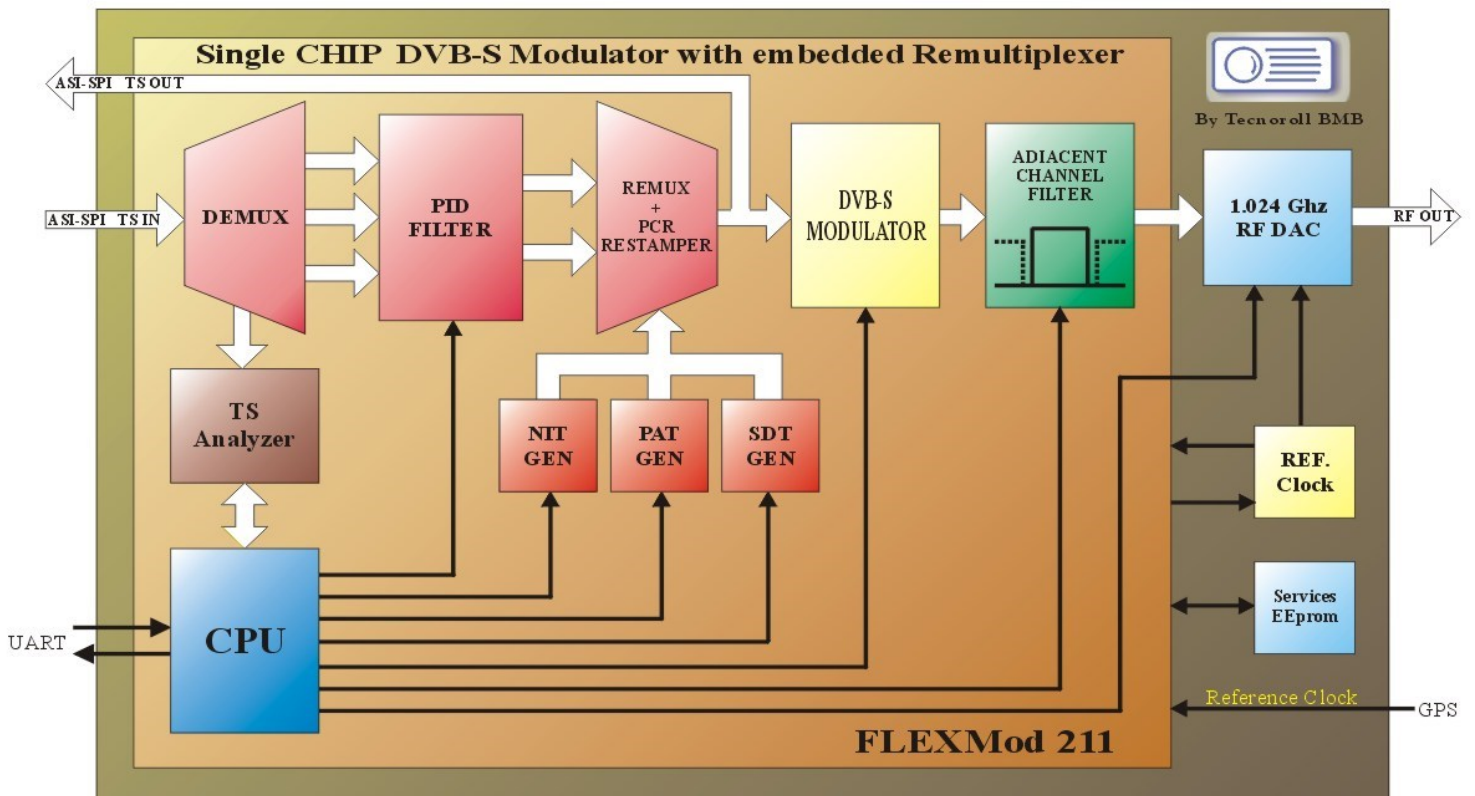 Single CHIP DVB-S Modulator with embedded Remultiplexer
ASI-SPI TS OUT
By Tecnoroll BMB
ASI-SPI TS IN
DEMUX
PID
FILTER
REMUX
+
PCR
RESTAMPER
DVB-S
MODULATOR
ADIACENT
CHANNEL
FILTER
1.024 Ghz
RF DAC
RF OUT
TS
Analyzer
NIT
GEN
PAT
GEN
SDT
GEN
REF.
Clock
CPU
UART
Services
EEprom
Reference Clock
GPS
FLEXMod 211